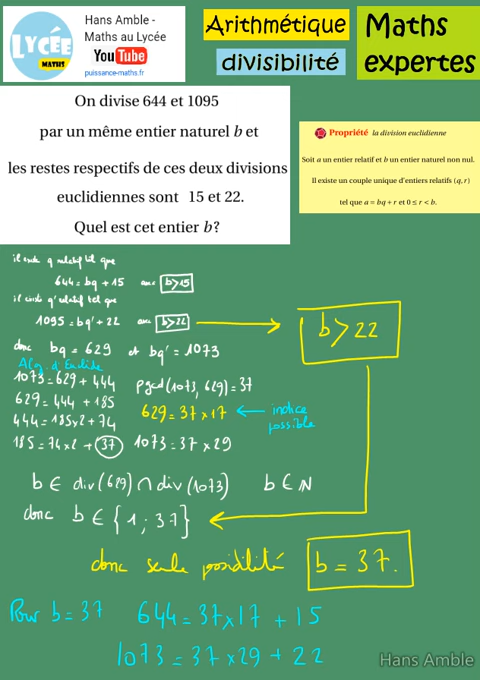 LYCÉE
MATHS
Hans Amble -
Maths au Lycée
YouTube
puissance-maths.fr
Arithmétique
divisibilité
Maths
expertes
On divise 644 et 1095
par un même entier naturel b et
les restes respectifs de ces deux divisions
euclidiennes sont 15 et 22.
Quel est cet entier b?
Propriété la division euclidienne
Soit a un entier relatif et b un entier naturel non nul.
Il existe un couple unique d'entiers relatifs (q, r)
tel que a = bq + r et 0 ≤ r < b.
il existe q relatif tel que
644 = bq + 15 avec b>15
il existe q' relatif tel que
1095 = bq' + 22 avec b>22
b > 22
donc bq = 629 et bq' = 1073
Algo. d'Euclide
1073 = 629 + 444
pgcd(1073, 629) = 37
629 = 444 + 185
629 = 37 × 17 ← indice possible
444 = 185 × 2 + 74
185 = 74 × 2 + 37
1073 = 37 × 29
b ∈ div(629) ∩ div(1073) b ∈ N
donc b ∈ {1 ; 37}
donc seule possibilité b = 37.
Pour b = 37 644 = 37 × 17 + 15
1073 = 37 × 29 + 22
Hans Amble